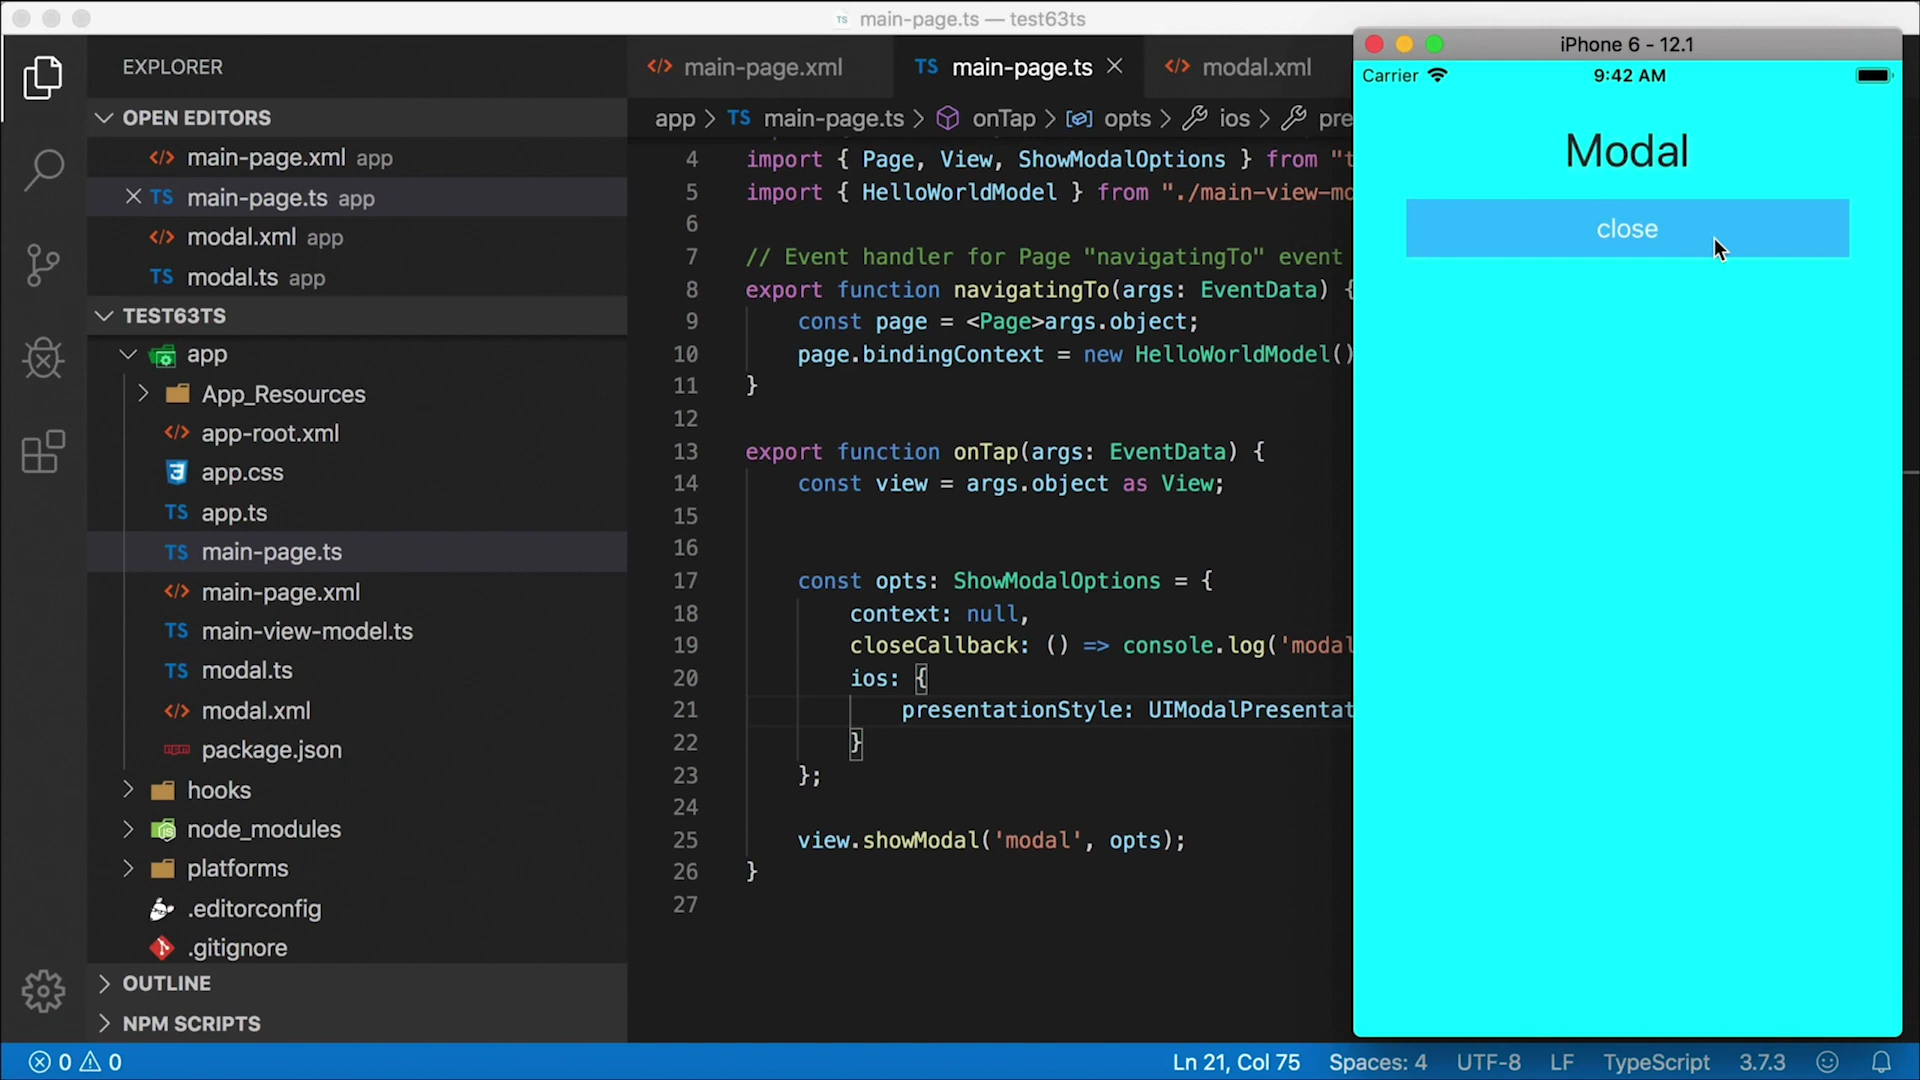 main-page.ts — test63ts
EXPLORER
OPEN EDITORS
main-page.xml app
main-page.ts app
modal.xml app
modal.ts app
TEST63TS
app
App_Resources
app-root.xml
app.css
app.ts
main-page.ts
main-page.xml
main-view-model.ts
modal.ts
modal.xml
package.json
hooks
node_modules
platforms
.editorconfig
.gitignore
OUTLINE
NPM SCRIPTS
main-page.xml
TS main-page.ts
modal.xml
app > TS main-page.ts > onTap > opts > ios > pre
4 import { Page, View, ShowModalOptions } from "t
5 import { HelloWorldModel } from "./main-view-mo
6
7 // Event handler for Page "navigatingTo" event
8 export function navigatingTo(args: EventData) {
9 const page = <Page>args.object;
10 page.bindingContext = new HelloWorldModel()
11 }
12
13 export function onTap(args: EventData) {
14 const view = args.object as View;
15
16
17 const opts: ShowModalOptions = {
18 context: null,
19 closeCallback: () => console.log('modal
20 ios: {
21 presentationStyle: UIModalPresentat
22 }
23 };
24
25 view.showModal('modal', opts);
26 }
27
iPhone 6 - 12.1
Carrier 9:42 AM
Modal
close
0 0 Ln 21, Col 75 Spaces: 4 UTF-8 LF TypeScript 3.7.3